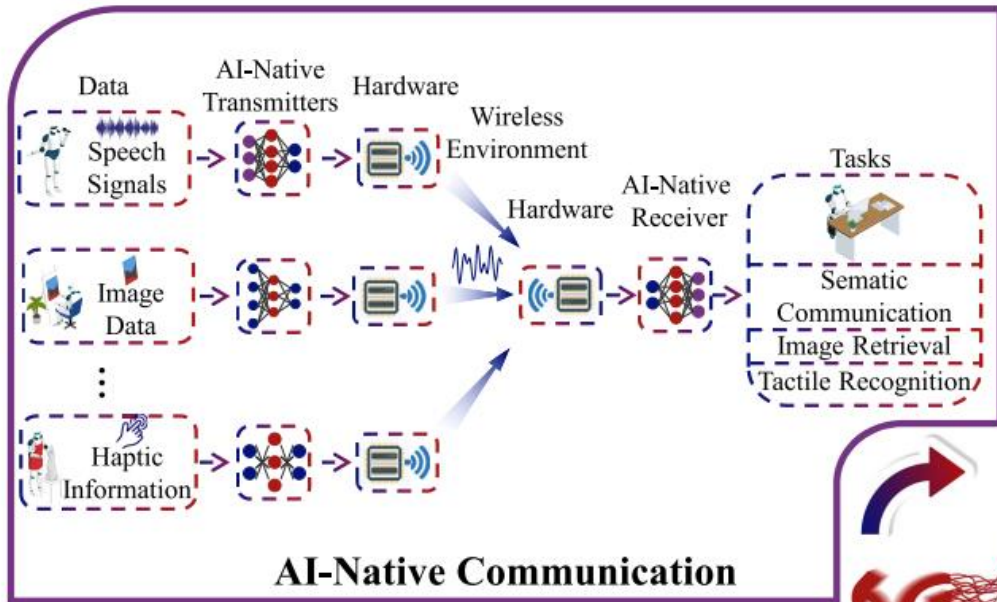 Data
AI-Native
Transmitters
Hardware
Wireless
Environment
Speech
Signals
Hardware
AI-Native
Receiver
Tasks
Image
Data
Sematic
Communication
Image Retrieval
Tactile Recognition
Haptic
Information
AI-Native Communication